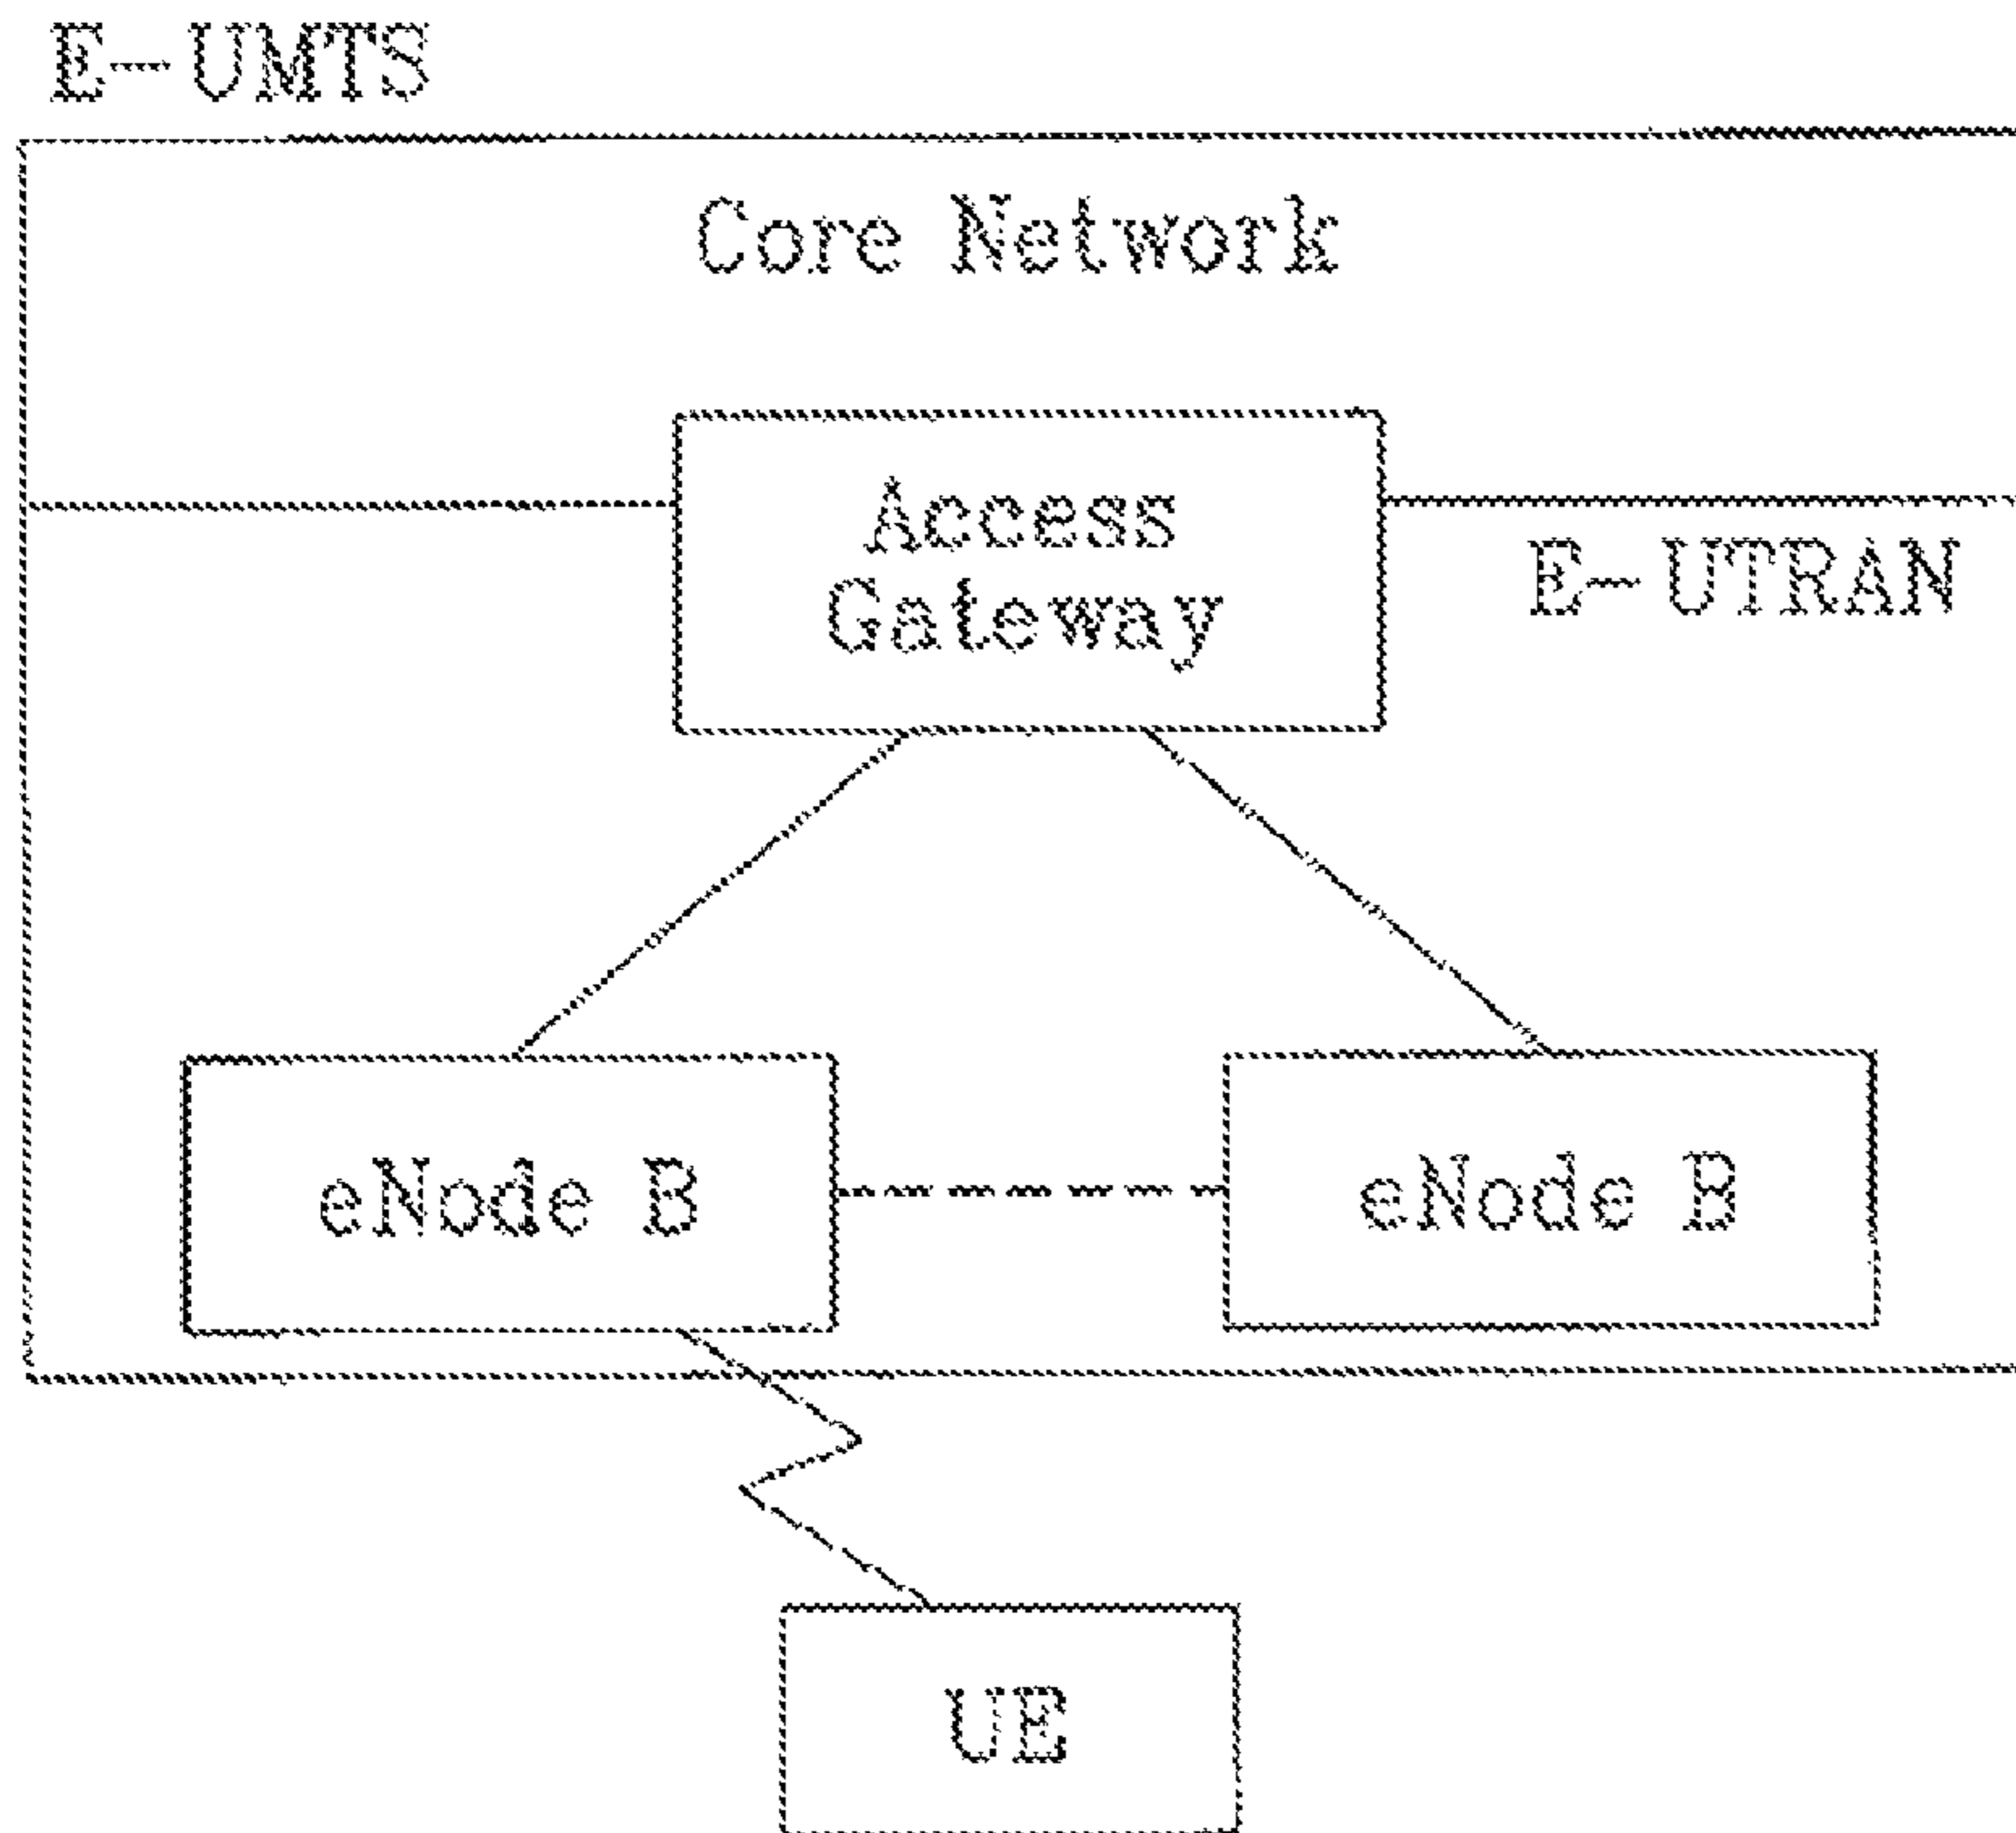 E-UMTS
Core Network
Access
Gateway
E-UTRAN
eNode B
eNode B
UE